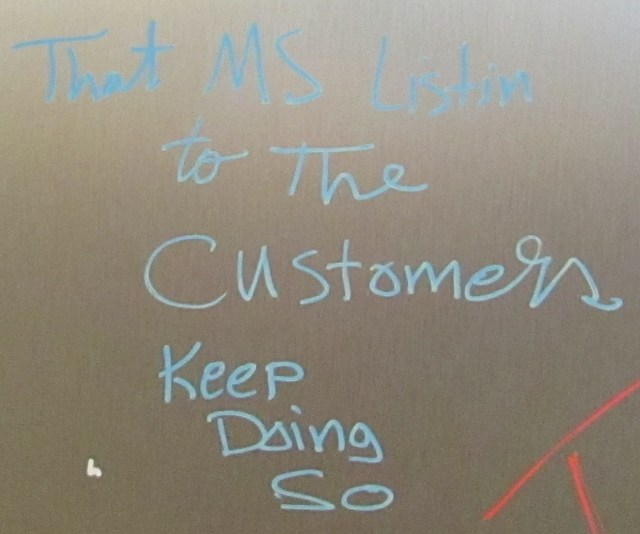 That MS Listin
to The
Customers
Keep
Doing
So